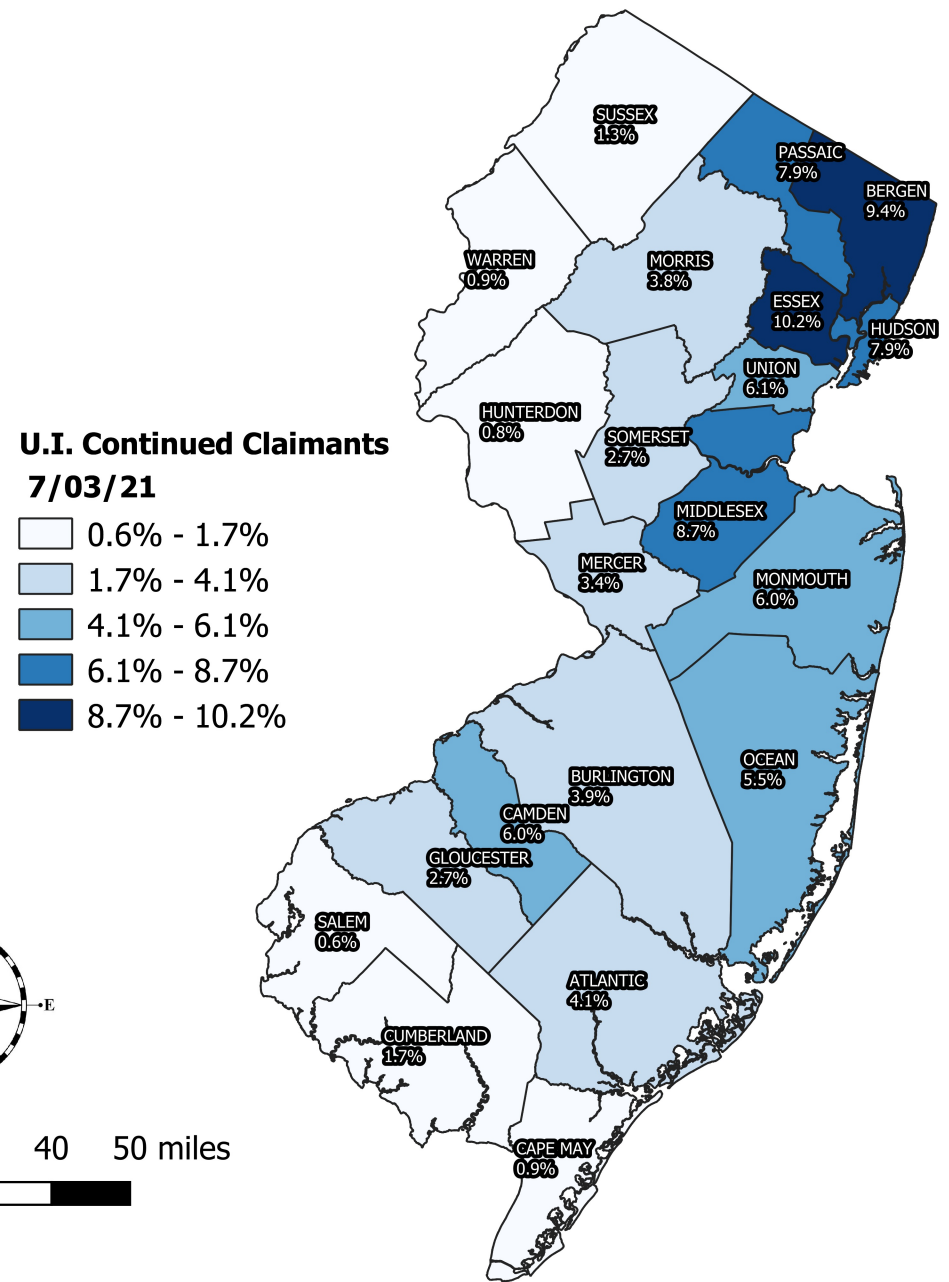 SUSSEX
1.3%
PASSAIC
7.9%
BERGEN
9.4%
WARREN
0.9%
MORRIS
3.8%
ESSEX
10.2%
HUDSON
7.9%
UNION
6.1%
HUNTERDON
0.8%
SOMERSET
2.7%
U.I. Continued Claimants
7/03/21
0.6% - 1.7%
1.7% - 4.1%
4.1% - 6.1%
6.1% - 8.7%
8.7% - 10.2%
MIDDLESEX
8.7%
MERCER
3.4%
MONMOUTH
6.0%
OCEAN
5.5%
BURLINGTON
3.9%
CAMDEN
6.0%
GLOUCESTER
2.7%
SALEM
0.6%
ATLANTIC
4.1%
E
CUMBERLAND
1.7%
40 50 miles
CAPE MAY
0.9%